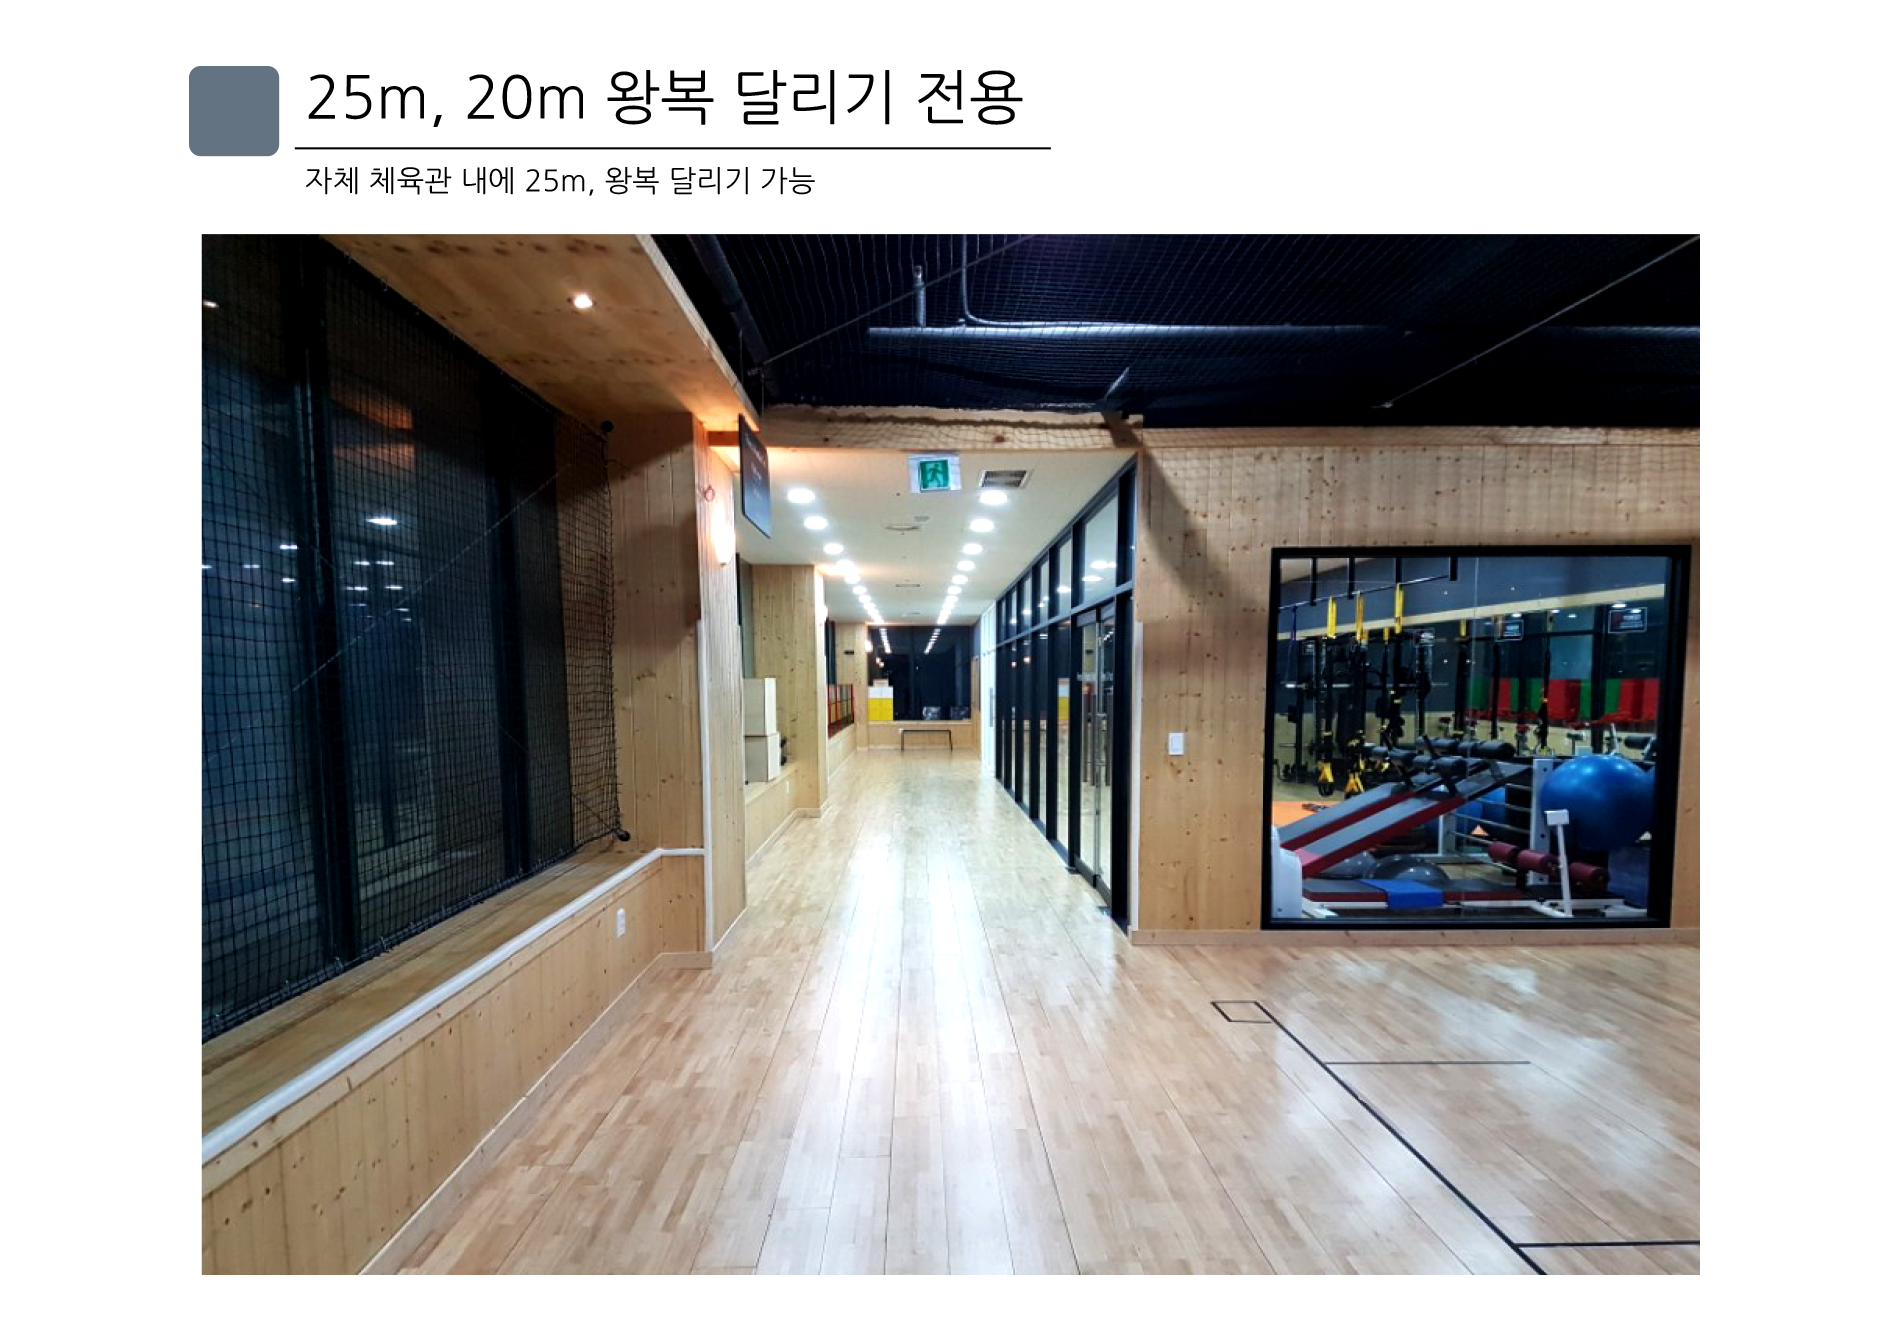 25m, 20m 왕복 달리기 전용
자체 체육관 내에 25m, 왕복 달리기 가능